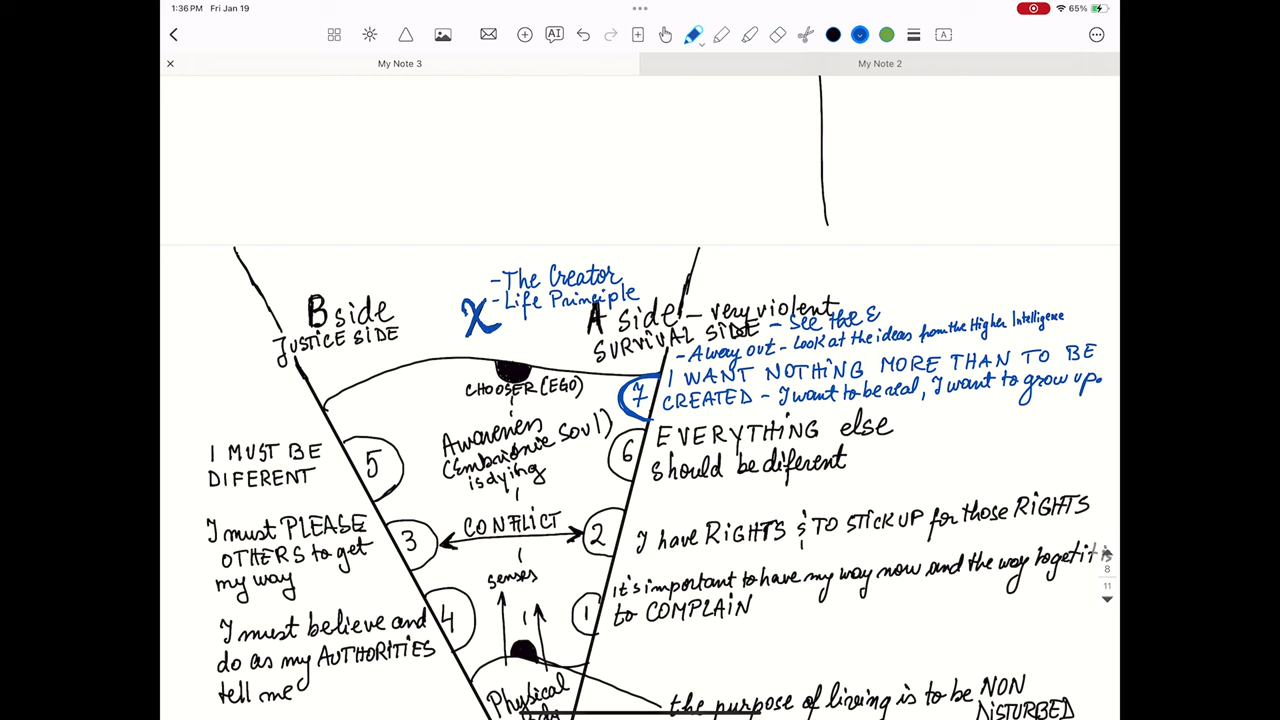 1:36 PM Fri Jan 19
65%
My Note 3
My Note 2
-The Creator
-Life Principle
X
B side
JUSTICE SIDE
A side - very violent
SURVIVAL SIDE - See the E
- A way out - Look at the ideas from the Higher Intelligence
7
I WANT NOTHING MORE THAN TO BE
CREATED - I want to be real, I want to grow up.
CHOOSER (EGO)
Awareness
(Embrionic soul)
is dying
5
I MUST BE
DIFERENT
6
EVERYTHING else
should be diferent
I must PLEASE
OTHERS to get
my way
3
CONFLICT
2
I have RIGHTS & TO STICK UP for those RIGHTS
senses
I must believe and
do as my AUTHORITIES
tell me
4
1
it's important to have my way now and the way to get it is
to COMPLAIN
8
11
Physical
the purpose of living is to be NON
DISTURBED